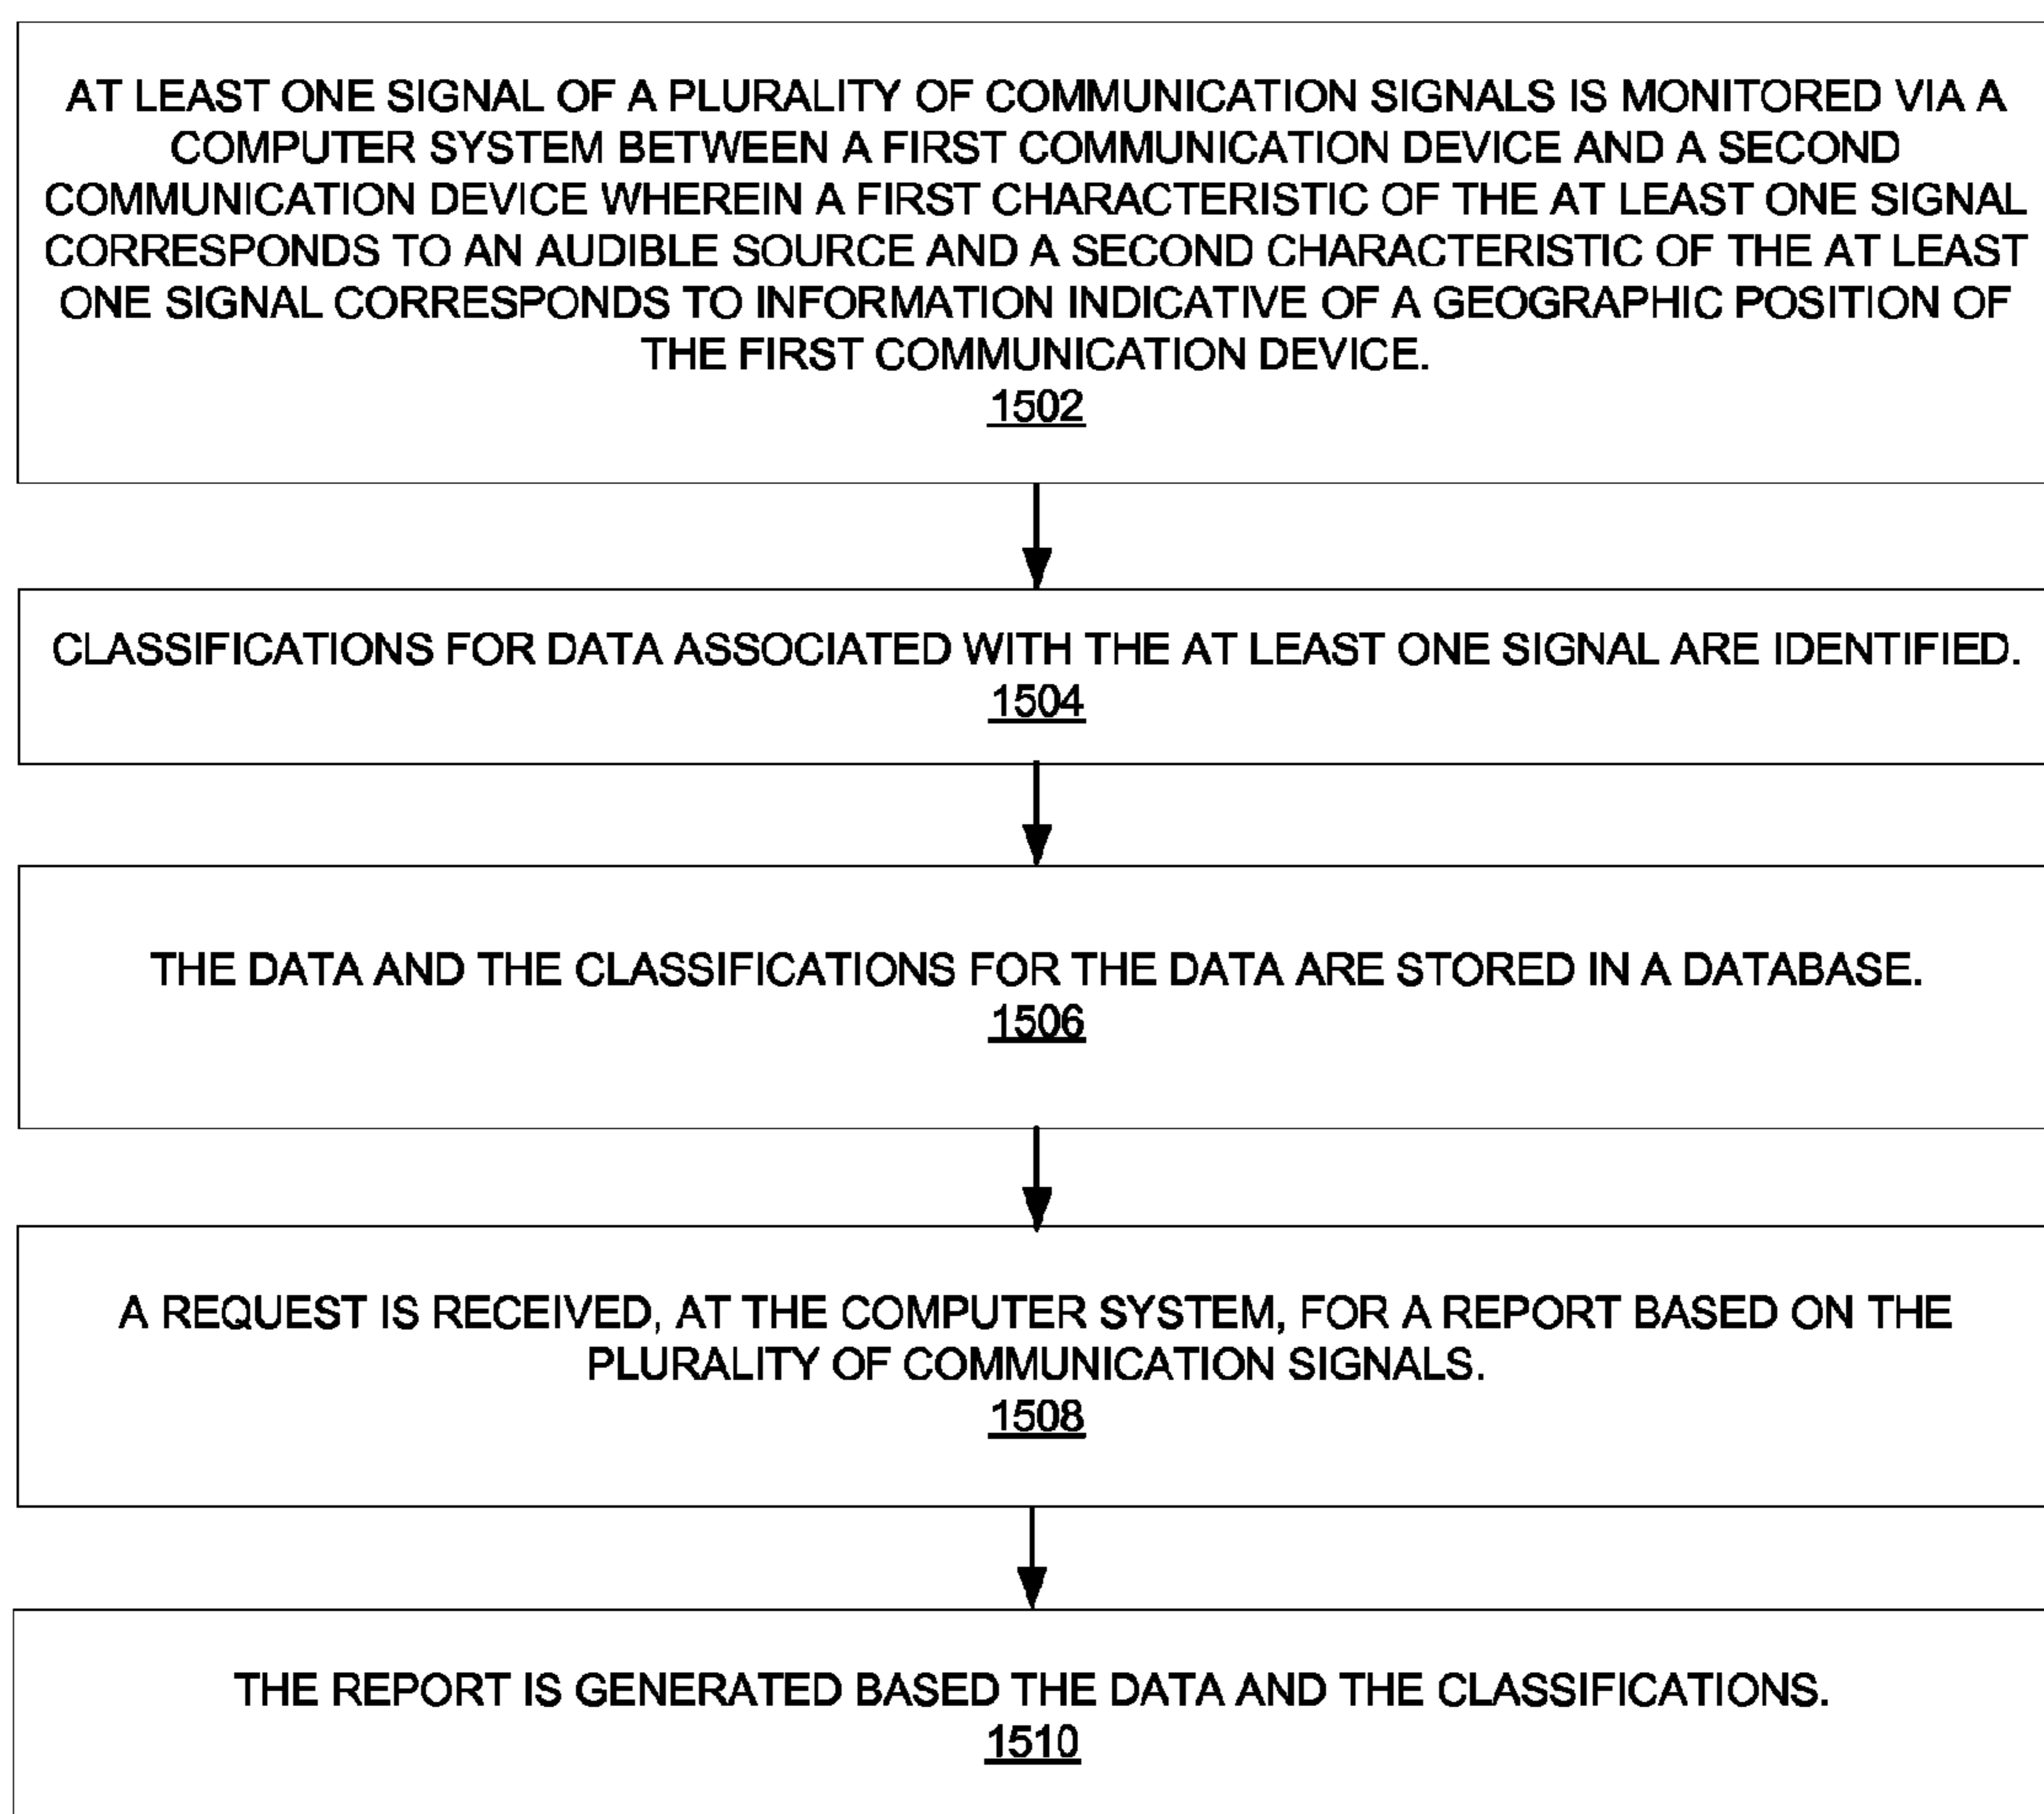 AT LEAST ONE SIGNAL OF A PLURALITY OF COMMUNICATION SIGNALS IS MONITORED VIA A
COMPUTER SYSTEM BETWEEN A FIRST COMMUNICATION DEVICE AND A SECOND
COMMUNICATION DEVICE WHEREIN A FIRST CHARACTERISTIC OF THE AT LEAST ONE SIGNAL
CORRESPONDS TO AN AUDIBLE SOURCE AND A SECOND CHARACTERISTIC OF THE AT LEAST
ONE SIGNAL CORRESPONDS TO INFORMATION INDICATIVE OF A GEOGRAPHIC POSITION OF
THE FIRST COMMUNICATION DEVICE.
1502
CLASSIFICATIONS FOR DATA ASSOCIATED WITH THE AT LEAST ONE SIGNAL ARE IDENTIFIED.
1504
THE DATA AND THE CLASSIFICATIONS FOR THE DATA ARE STORED IN A DATABASE.
1506
A REQUEST IS RECEIVED, AT THE COMPUTER SYSTEM, FOR A REPORT BASED ON THE
PLURALITY OF COMMUNICATION SIGNALS.
1508
THE REPORT IS GENERATED BASED THE DATA AND THE CLASSIFICATIONS.
1510